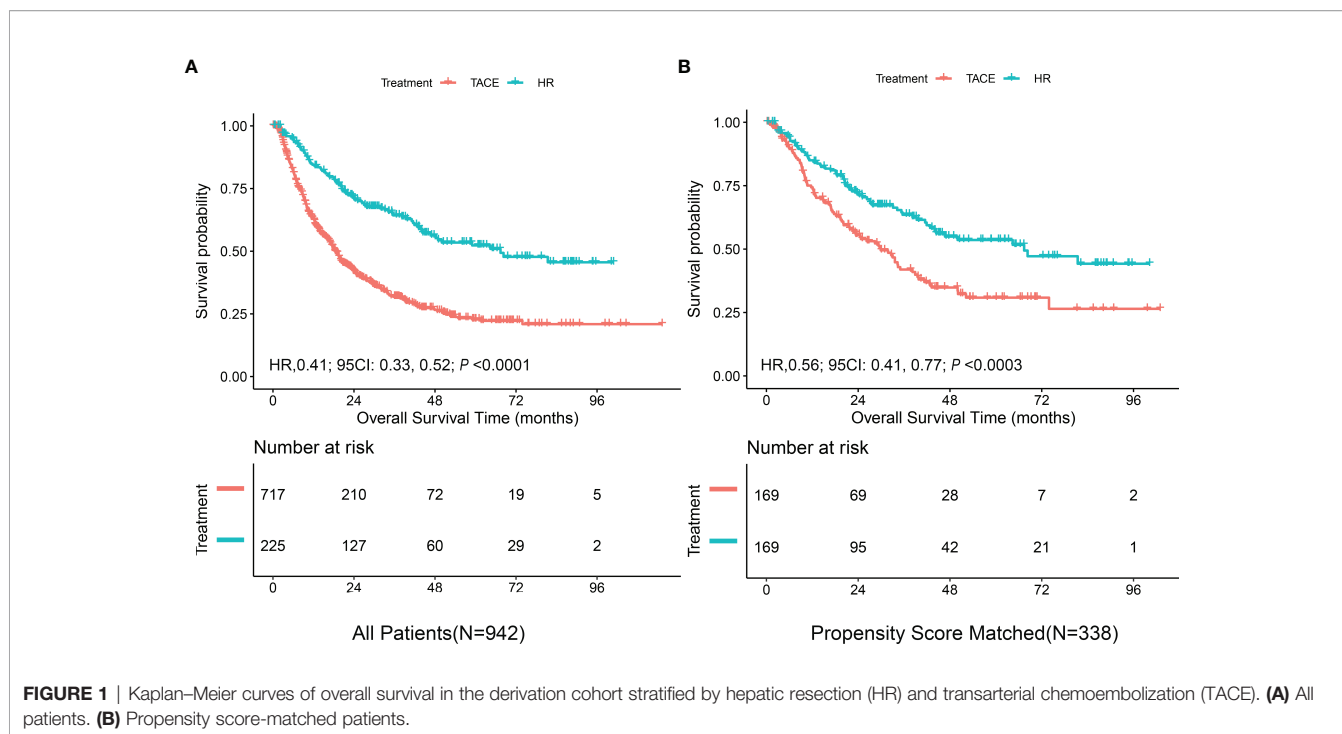 A
Treatment TACE HR
1.00
0.75
0.50
0.25
0.00
Survival probability
HR,0.41; 95CI: 0.33, 0.52; P <0.0001
0 24 48 72 96
Overall Survival Time (months)
Number at risk
Treatment
717 210 72 19 5
225 127 60 29 2
0 24 48 72 96
All Patients(N=942)
B
Treatment TACE HR
1.00
0.75
0.50
0.25
0.00
Survival probability
HR,0.56; 95CI: 0.41, 0.77; P <0.0003
0 24 48 72 96
Overall Survival Time (months)
Number at risk
Treatment
169 69 28 7 2
169 95 42 21 1
0 24 48 72 96
Propensity Score Matched(N=338)
FIGURE 1 | Kaplan–Meier curves of overall survival in the derivation cohort stratified by hepatic resection (HR) and transarterial chemoembolization (TACE). (A) All
patients. (B) Propensity score-matched patients.